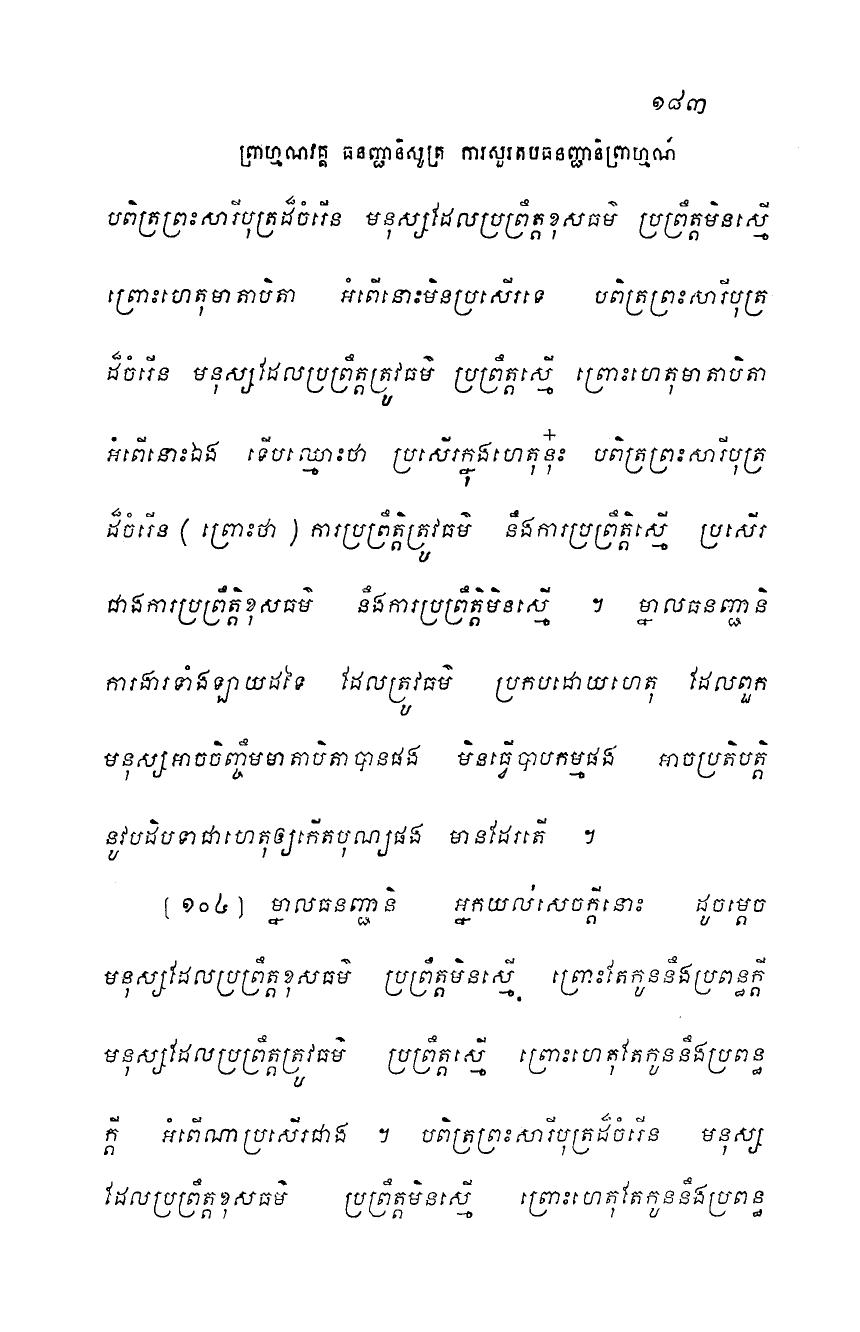 ១៨៣
ព្រាហ្មណវគ្គ ធនញ្ជានិសូត្រ ការសួរតបធនញ្ជានិព្រាហ្មណ៍
បពិត្រព្រះសារីបុត្រដ៏ចំរើន មនុស្សដែលប្រព្រឹត្តខុសធម៌ ប្រព្រឹត្តមិនស្មើ
ព្រោះហេតុមាតាបិតា អំពើនោះមិនប្រសើរទេ បពិត្រព្រះសារីបុត្រ
ដ៏ចំរើន មនុស្សដែលប្រព្រឹត្តត្រូវធម៌ ប្រព្រឹត្តស្មើ ព្រោះហេតុមាតាបិតា
អំពើនោះឯង ទើបឈ្មោះថា ប្រសើរក្នុងហេតុនុ៎ះ បពិត្រព្រះសារីបុត្រ
ដ៏ចំរើន ( ព្រោះថា ) ការប្រព្រឹត្តិត្រូវធម៌ នឹងការប្រព្រឹត្តិស្មើ ប្រសើរ
ជាងការប្រព្រឹត្តិខុសធម៌ នឹងការប្រព្រឹត្តិមិនស្មើ ។ ម្នាលធនញ្ជានិ
ការងារទាំងឡាយដទៃ ដែលត្រូវធម៌ ប្រកបដោយហេតុ ដែលពួក
មនុស្សអាចចិញ្ចឹមមាតាបិតាបានផង មិនធ្វើបាបកម្មផង អាចប្រតិបត្តិ
នូវបដិបទាជាហេតុឲ្យកើតបុណ្យផង មានដែរតើ ។
[ ១០៤ ] ម្នាលធនញ្ជានិ អ្នកយល់សេចក្តីនោះ ដូចម្តេច
មនុស្សដែលប្រព្រឹត្តខុសធម៌ ប្រព្រឹត្តមិនស្មើ ព្រោះតែកូននឹងប្រពន្ធក្តី
មនុស្សដែលប្រព្រឹត្តត្រូវធម៌ ប្រព្រឹត្តស្មើ ព្រោះហេតុតែកូននឹងប្រពន្ធ
ក្តី អំពើណាប្រសើរជាង ។ បពិត្រព្រះសារីបុត្រដ៏ចំរើន មនុស្ស
ដែលប្រព្រឹត្តខុសធម៌ ប្រព្រឹត្តមិនស្មើ ព្រោះហេតុតែកូននឹងប្រពន្ធ